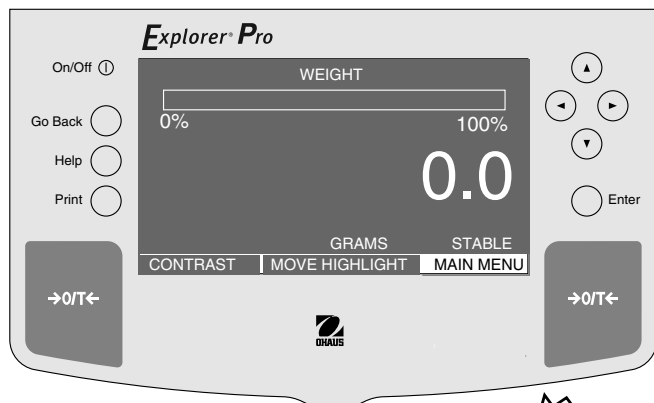 Explorer® Pro
On/Off
WEIGHT
0% 100%
Go Back
Help
Print
0.0
Enter
GRAMS STABLE
CONTRAST MOVE HIGHLIGHT MAIN MENU
→0/T← →0/T←
OHAUS